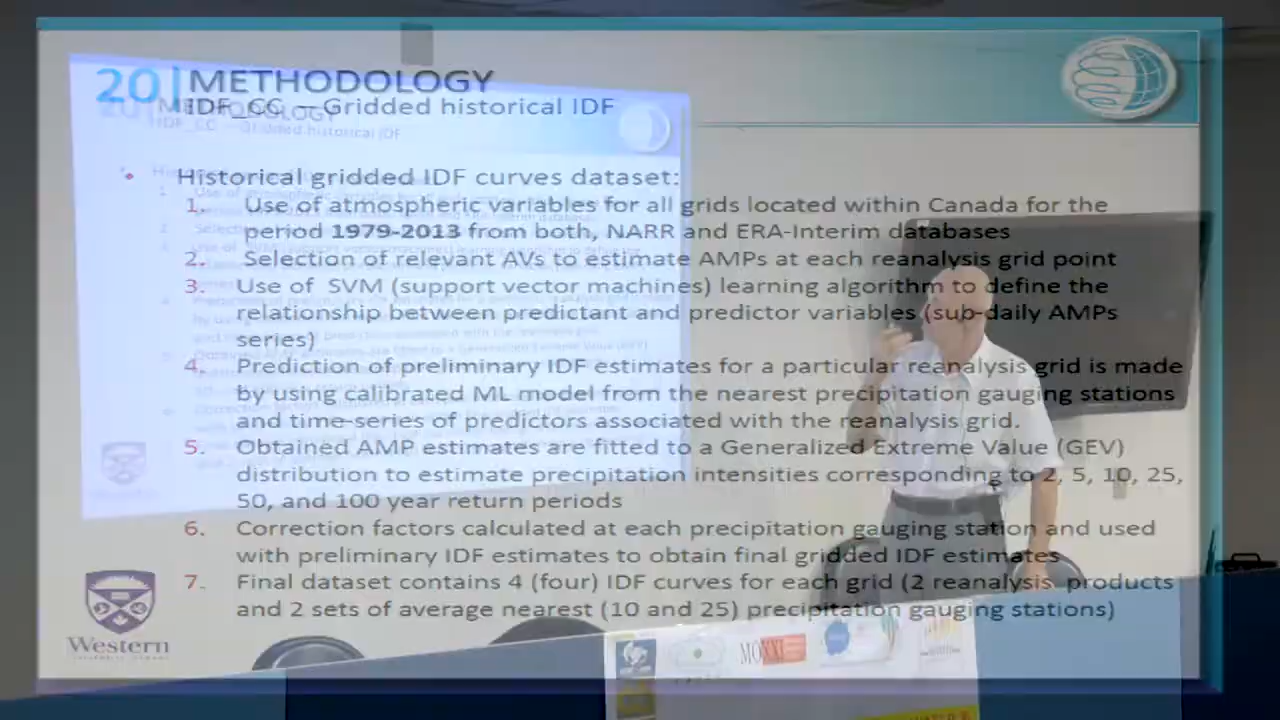 20| METHODOLOGY
IDF_CC – Gridded historical IDF
• Historical gridded IDF curves dataset:
1. Use of atmospheric variables for all grids located within Canada for the
period 1979-2013 from both, NARR and ERA-Interim databases
2. Selection of relevant AVs to estimate AMPs at each reanalysis grid point
3. Use of SVM (support vector machines) learning algorithm to define the
relationship between predictant and predictor variables (sub-daily AMPs
series)
4. Prediction of preliminary IDF estimates for a particular reanalysis grid is made
by using calibrated ML model from the nearest precipitation gauging stations
and time-series of predictors associated with the reanalysis grid.
5. Obtained AMP estimates are fitted to a Generalized Extreme Value (GEV)
distribution to estimate precipitation intensities corresponding to 2, 5, 10, 25,
50, and 100 year return periods
6. Correction factors calculated at each precipitation gauging station and used
with preliminary IDF estimates to obtain final gridded IDF estimates
7. Final dataset contains 4 (four) IDF curves for each grid (2 reanalysis products
and 2 sets of average nearest (10 and 25) precipitation gauging stations)
Western
METHODOLOGY
IDF_CC – Gridded historical IDF
MOXXI